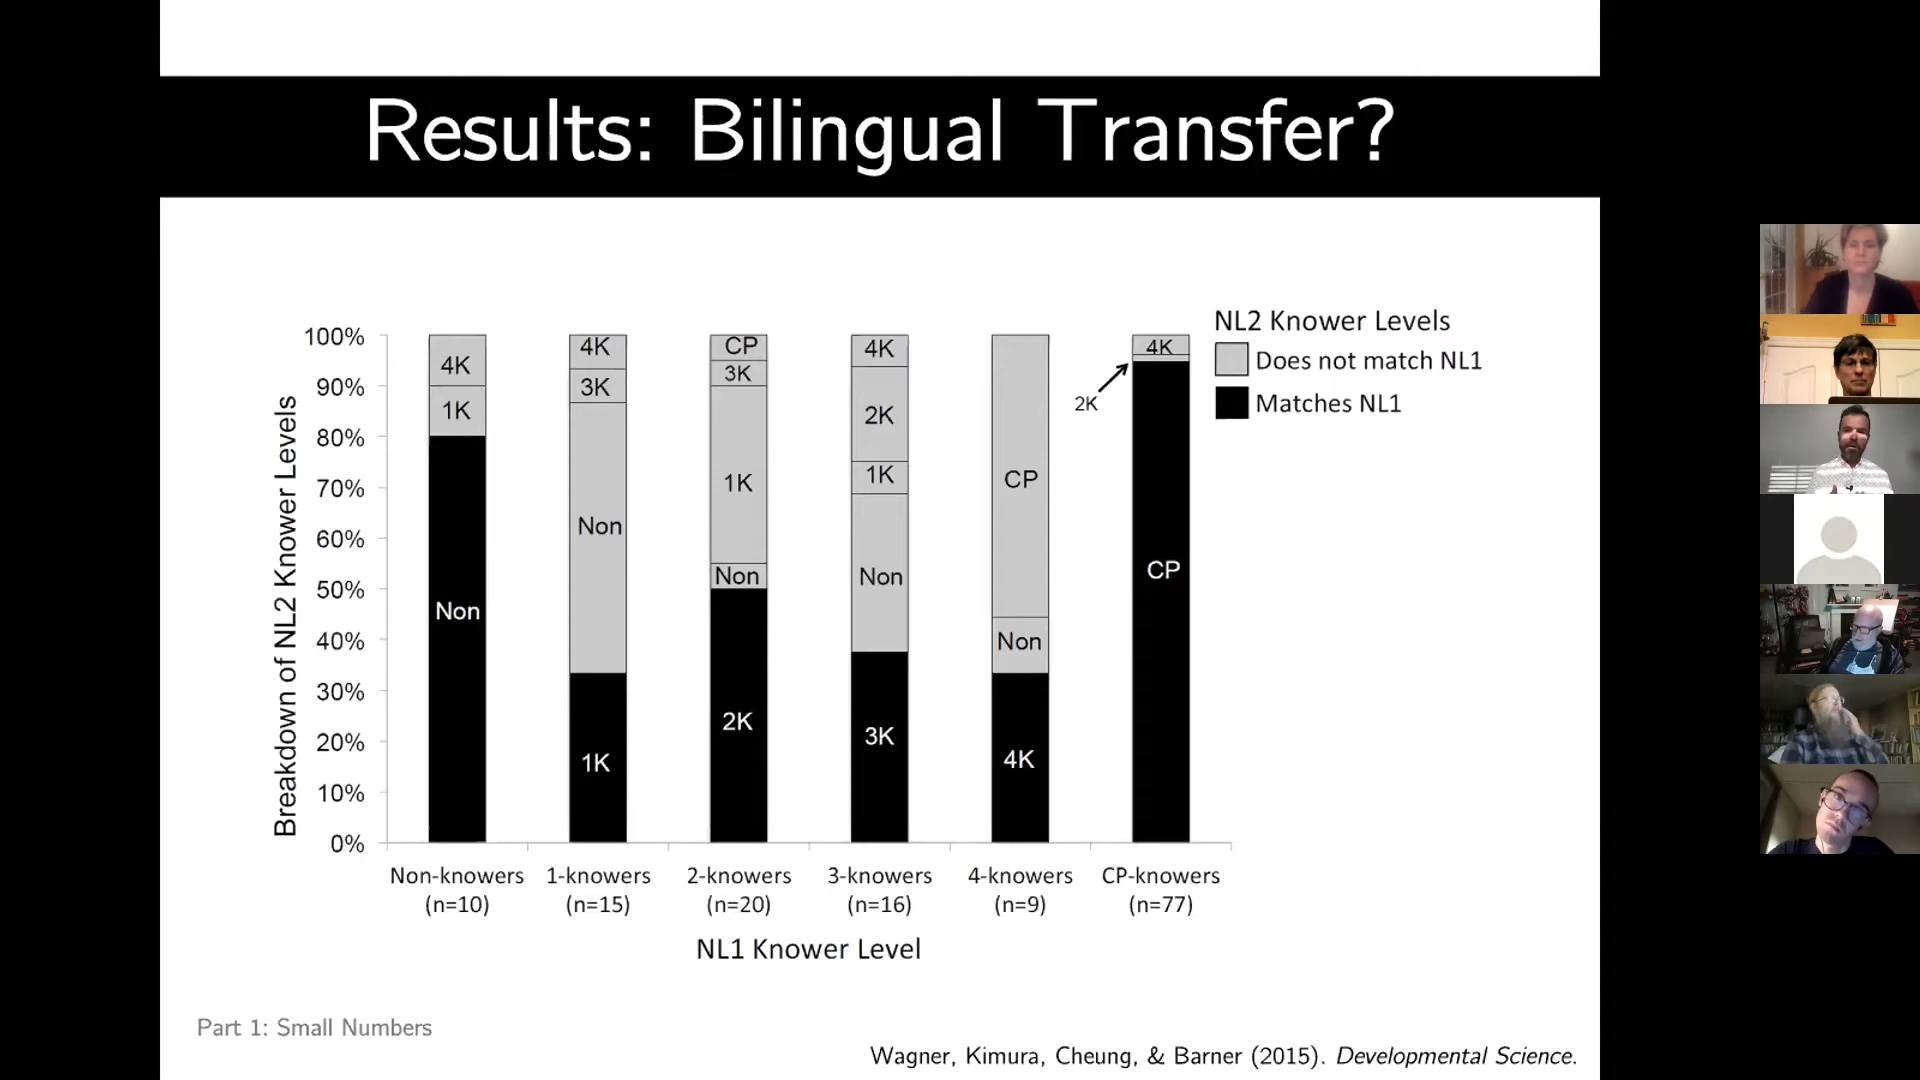 Results: Bilingual Transfer?
Breakdown of NL2 Knower Levels
100%
90%
80%
70%
60%
50%
40%
30%
20%
10%
0%
4K
1K
Non
4K
3K
Non
1K
CP
3K
1K
Non
2K
4K
2K
1K
Non
3K
CP
Non
4K
4K
2K
CP
NL2 Knower Levels
Does not match NL1
Matches NL1
Non-knowers
(n=10)
1-knowers
(n=15)
2-knowers
(n=20)
3-knowers
(n=16)
4-knowers
(n=9)
CP-knowers
(n=77)
NL1 Knower Level
Part 1: Small Numbers
Wagner, Kimura, Cheung, & Barner (2015). Developmental Science.